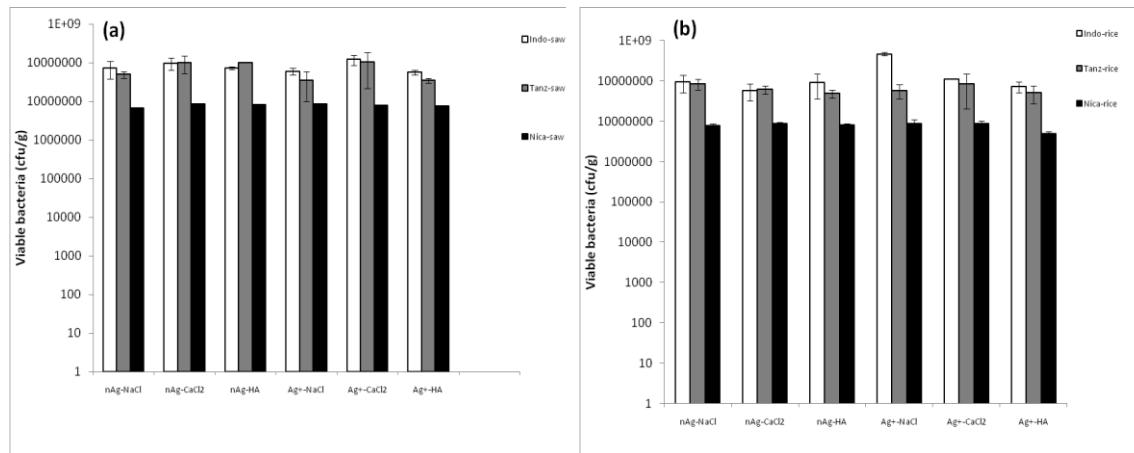 (a)
Viable bacteria (cfu/g)
1E+09
10000000
10000000
1000000
100000
10000
1000
100
10
1
nAg-NaCl
nAg-CaCl2
nAg-HA
Ag+-NaCl
Ag+-CaCl2
Ag+-HA
Indo-saw
Tanz-saw
Nica-saw
(b)
Viable bacteria (cfu/g)
1E+09
10000000
10000000
1000000
100000
10000
1000
100
10
1
nAg-NaCl
nAg-CaCl2
nAg-HA
Ag+-NaCl
Ag+-CaCl2
Ag+-HA
Indo-rice
Tanz-rice
Nica-rice